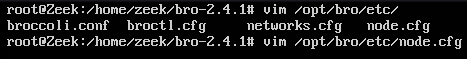 root@Zeek:/home/zeek/bro-2.4.1# vim /opt/bro/etc/
broccoli.conf broctl.cfg networks.cfg node.cfg
root@Zeek:/home/zeek/bro-2.4.1# vim /opt/bro/etc/node.cfg